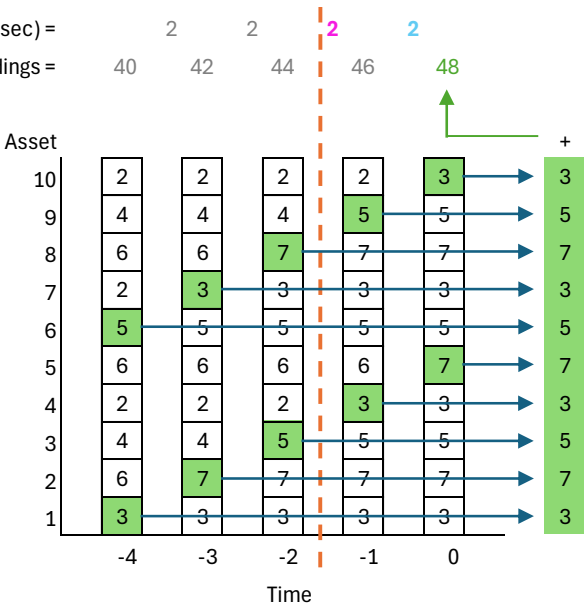 sec) = 2 2 2 2
lings = 40 42 44 46 48
Asset +
10 2 2 2 2 3 3
9 4 4 4 5 5 5
8 6 6 7 7 7 7
7 2 3 3 3 3 3
6 5 5 5 5 5 5
5 6 6 6 6 7 7
4 2 2 2 3 3 3
3 4 4 5 5 5 5
2 6 7 7 7 7 7
1 3 3 3 3 3 3
-4 -3 -2 -1 0
Time